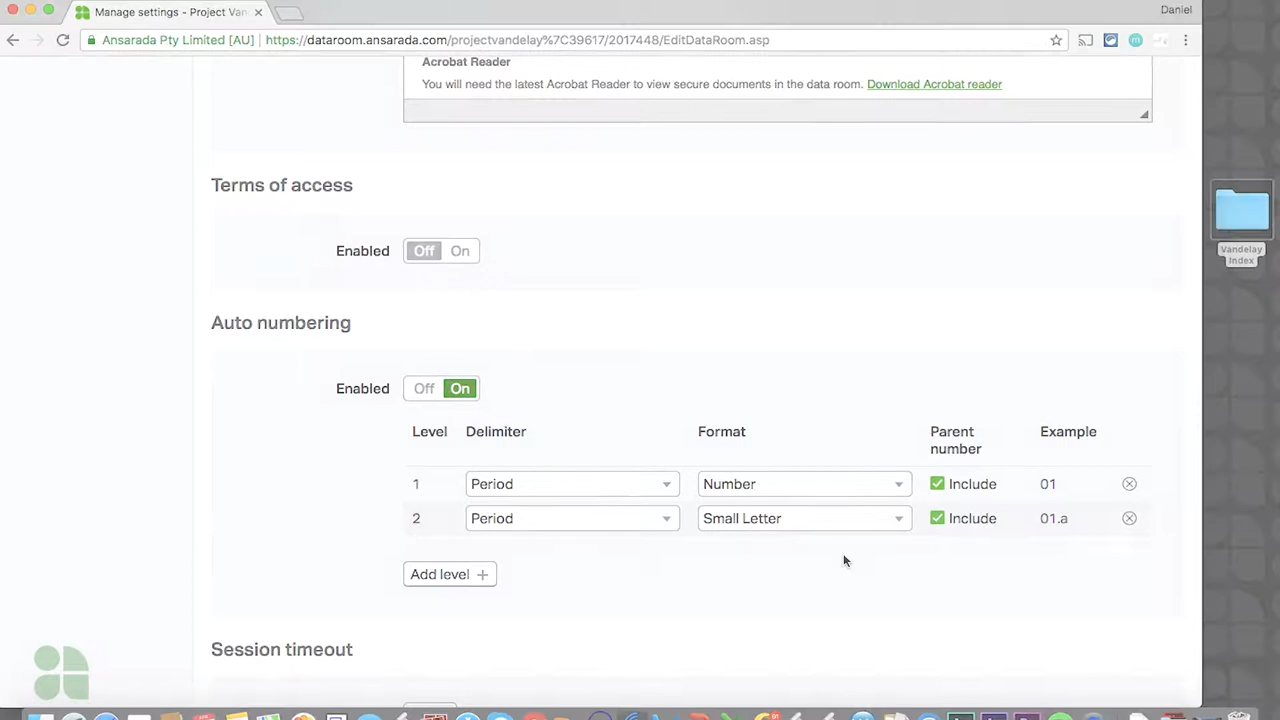 Manage settings - Project Van
Daniel
Ansarada Pty Limited [AU]
https://dataroom.ansarada.com/projectvandelay%7C39617/2017448/EditDataRoom.asp
Acrobat Reader
You will need the latest Acrobat Reader to view secure documents in the data room. Download Acrobat reader
Terms of access
Enabled Off On
Vandelay
Index
Auto numbering
Enabled Off On
Level Delimiter Format Parent number Example
1 Period Number Include 01
2 Period Small Letter Include 01.a
Add level +
Session timeout